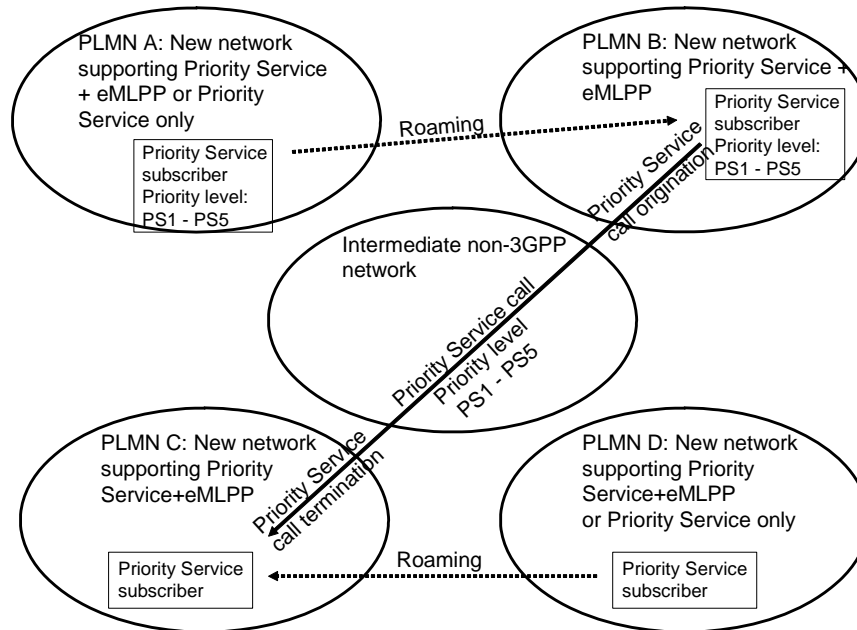 PLMN A: New network
supporting Priority Service
+ eMLPP or Priority
Service only
Priority Service
subscriber
Priority level:
PS1 - PS5
Roaming
PLMN B: New network
supporting Priority Service +
eMLPP
Priority Service
subscriber
Priority level:
PS1 - PS5
Priority Service
call origination
Intermediate non-3GPP
network
Priority Service call
Priority level
PS1 - PS5
Priority Service
call termination
PLMN C: New network
supporting Priority
Service+eMLPP
Priority Service
subscriber
Roaming
PLMN D: New network
supporting Priority
Service+eMLPP
or Priority Service only
Priority Service
subscriber